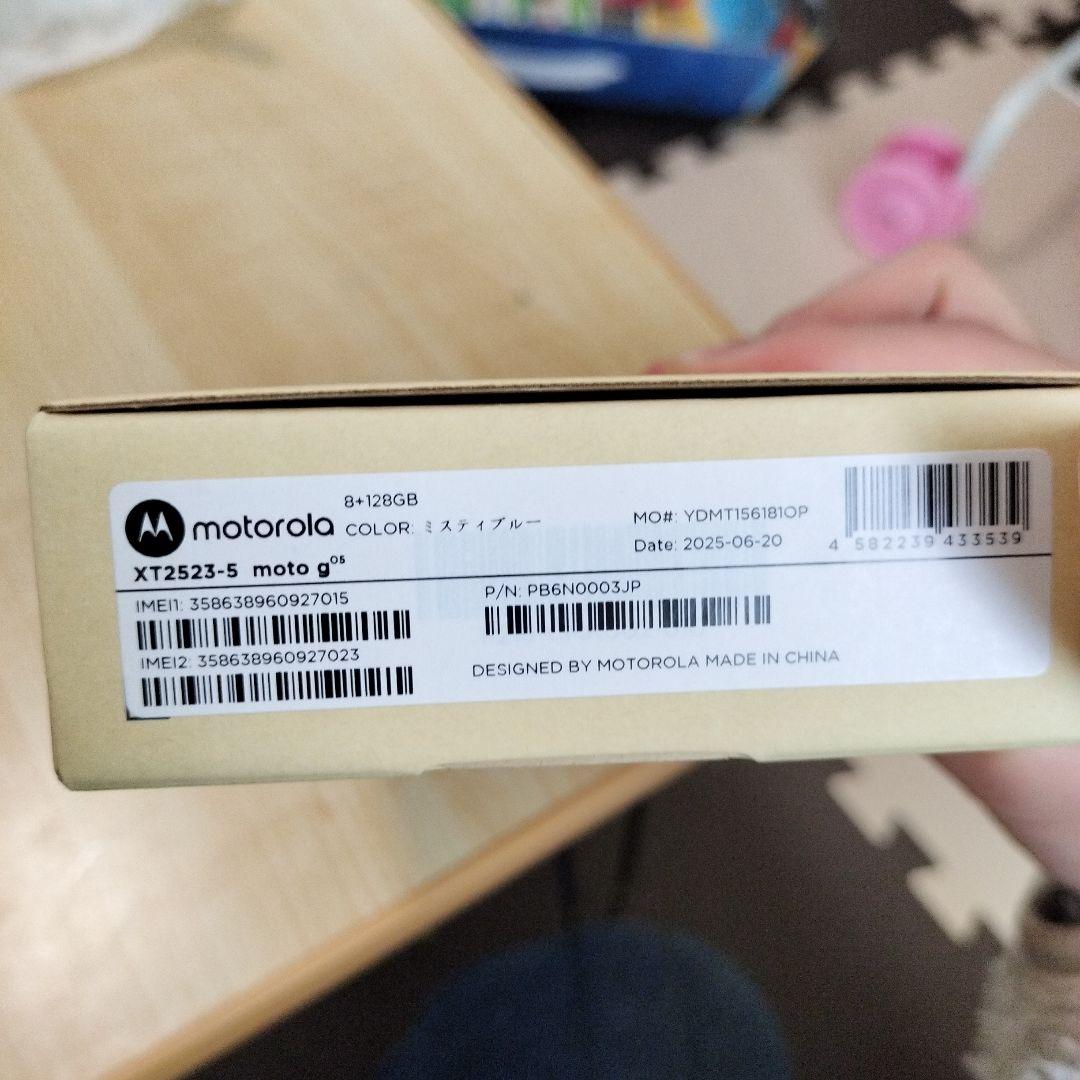 8+128GB
motorola
COLOR: ミスティブルー
XT2523-5 moto g05
MO#: YDMT156181OP
Date: 2025-06-20
4 582239 433539
IMEI1: 358638960927015
IMEI2: 358638960927023
P/N: PB6N0003JP
DESIGNED BY MOTOROLA MADE IN CHINA